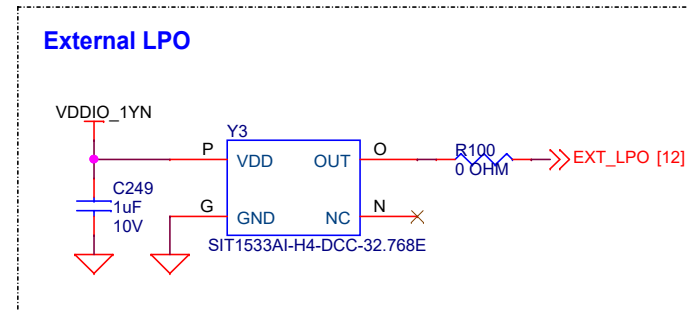 External LPO
VDDIO_1YN
Y3
P
VDD
OUT
O
R100
0 OHM
EXT_LPO [12]
C249
1uF
10V
G
GND
NC
N
SIT1533AI-H4-DCC-32.768E